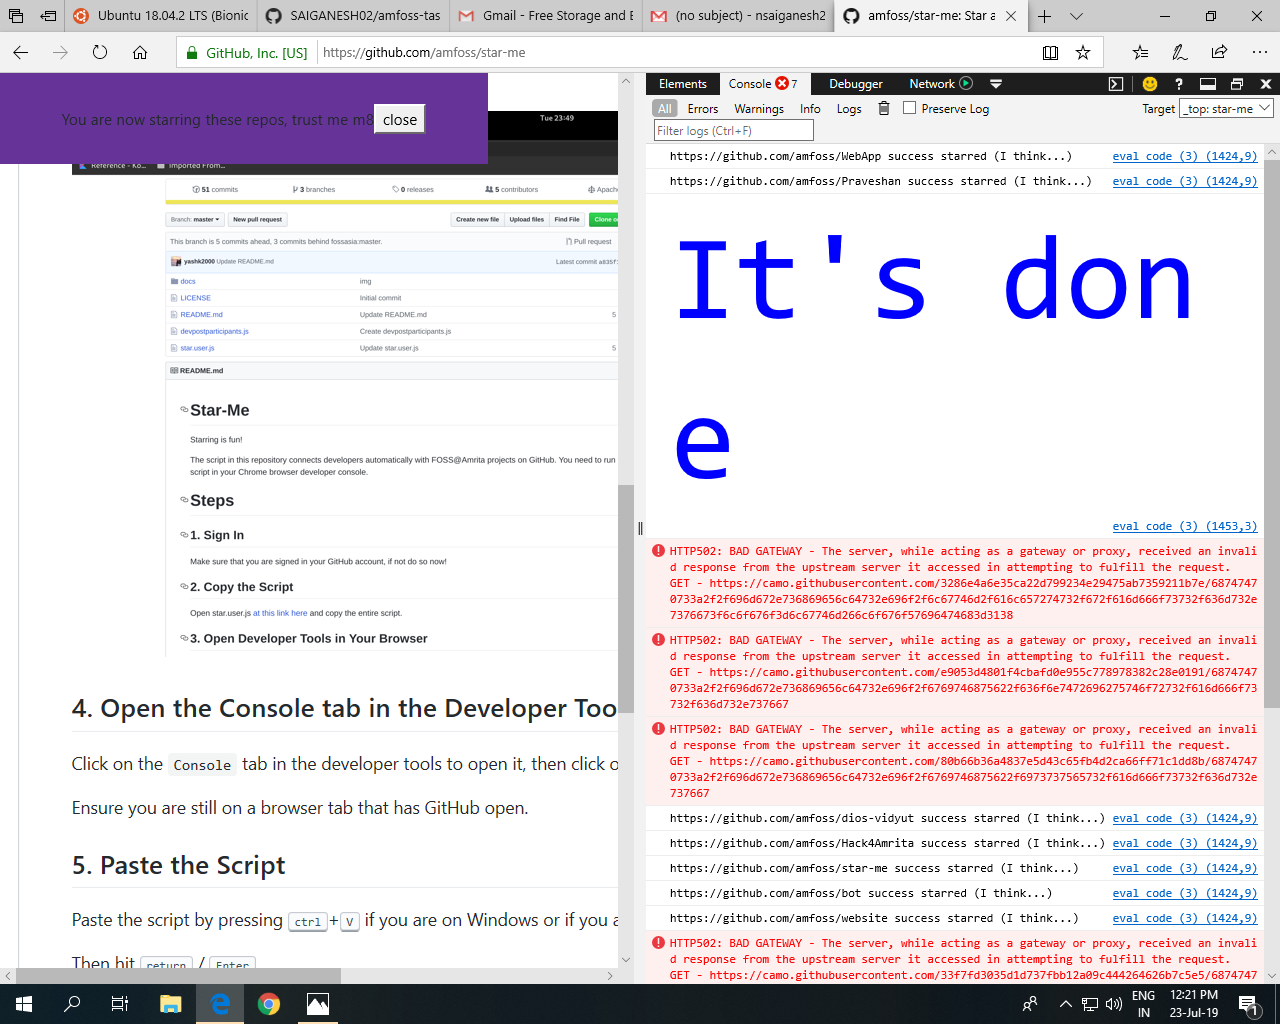 Ubuntu 18.04.2 LTS (Bionic
SAIGANESH02/amfoss-tas
Gmail - Free Storage and E
(no subject) - nsaiganesh2
amfoss/star-me: Star a
GitHub, Inc. [US]
https://github.com/amfoss/star-me
You are now starring these repos, trust me m8
close
Tue 23:49
Reference - Ko...
Imported From...
51 commits
3 branches
0 releases
5 contributors
Apache
Branch: master
New pull request
Create new file
Upload files
Find File
Clone o
This branch is 5 commits ahead, 3 commits behind fossasia:master.
Pull request
yashk2000 Update README.md
Latest commit a835f
docs
img
LICENSE
Initial commit
README.md
Update README.md
5
devpostparticipants.js
Create devpostparticipants.js
star.user.js
Update star.user.js
5
README.md
Star-Me
Starring is fun!
The script in this repository connects developers automatically with FOSS@Amrita projects on GitHub. You need to run
script in your Chrome browser developer console.
Steps
1. Sign In
Make sure that you are signed in your GitHub account, if not do so now!
2. Copy the Script
Open star.user.js at this link here and copy the entire script.
3. Open Developer Tools in Your Browser
4. Open the Console tab in the Developer Too
Click on the Console tab in the developer tools to open it, then click o
Ensure you are still on a browser tab that has GitHub open.
5. Paste the Script
Paste the script by pressing ctrl + V if you are on Windows or if you a
Then hit return / Enter
Elements
Console
7
Debugger
Network
All
Errors
Warnings
Info
Logs
Preserve Log
Target
_top: star-me
Filter logs (Ctrl+F)
https://github.com/amfoss/WebApp success starred (I think...)
eval code (3) (1424,9)
https://github.com/amfoss/Praveshan success starred (I think...)
eval code (3) (1424,9)
It's don
e
eval code (3) (1453,3)
HTTP502: BAD GATEWAY - The server, while acting as a gateway or proxy, received an invali
d response from the upstream server it accessed in attempting to fulfill the request.
GET - https://camo.githubusercontent.com/3286e4a6e35ca22d799234e29475ab7359211b7e/6874747
0733a2f2f696d672e736869656c64732e696f2f6c67746d2f616c657274732f672f616d666f73732f636d732e
7376673f6c6f676f3d6c67746d266c6f676f57696474683d3138
HTTP502: BAD GATEWAY - The server, while acting as a gateway or proxy, received an invali
d response from the upstream server it accessed in attempting to fulfill the request.
GET - https://camo.githubusercontent.com/e9053d4801f4cbafd0e955c778978382c28e0191/6874747
0733a2f2f696d672e736869656c64732e696f2f6769746875622f636f6e7472696275746f72732f616d666f73
732f636d732e737667
HTTP502: BAD GATEWAY - The server, while acting as a gateway or proxy, received an invali
d response from the upstream server it accessed in attempting to fulfill the request.
GET - https://camo.githubusercontent.com/80b66b36a4837e5d43c65fb4d2ca66ff71c1dd8b/6874747
0733a2f2f696d672e736869656c64732e696f2f6769746875622f6973737565732f616d666f73732f636d732e
737667
https://github.com/amfoss/dios-vidyut success starred (I think...)
eval code (3) (1424,9)
https://github.com/amfoss/Hack4Amrita success starred (I think...)
eval code (3) (1424,9)
https://github.com/amfoss/star-me success starred (I think...)
eval code (3) (1424,9)
https://github.com/amfoss/bot success starred (I think...)
eval code (3) (1424,9)
https://github.com/amfoss/website success starred (I think...)
eval code (3) (1424,9)
HTTP502: BAD GATEWAY - The server, while acting as a gateway or proxy, received an invali
d response from the upstream server it accessed in attempting to fulfill the request.
GET - https://camo.githubusercontent.com/33f7fd3035d1d737fbb12a09c444264626b7c5e5/6874747
ENG
IN
12:21 PM
23-Jul-19
1